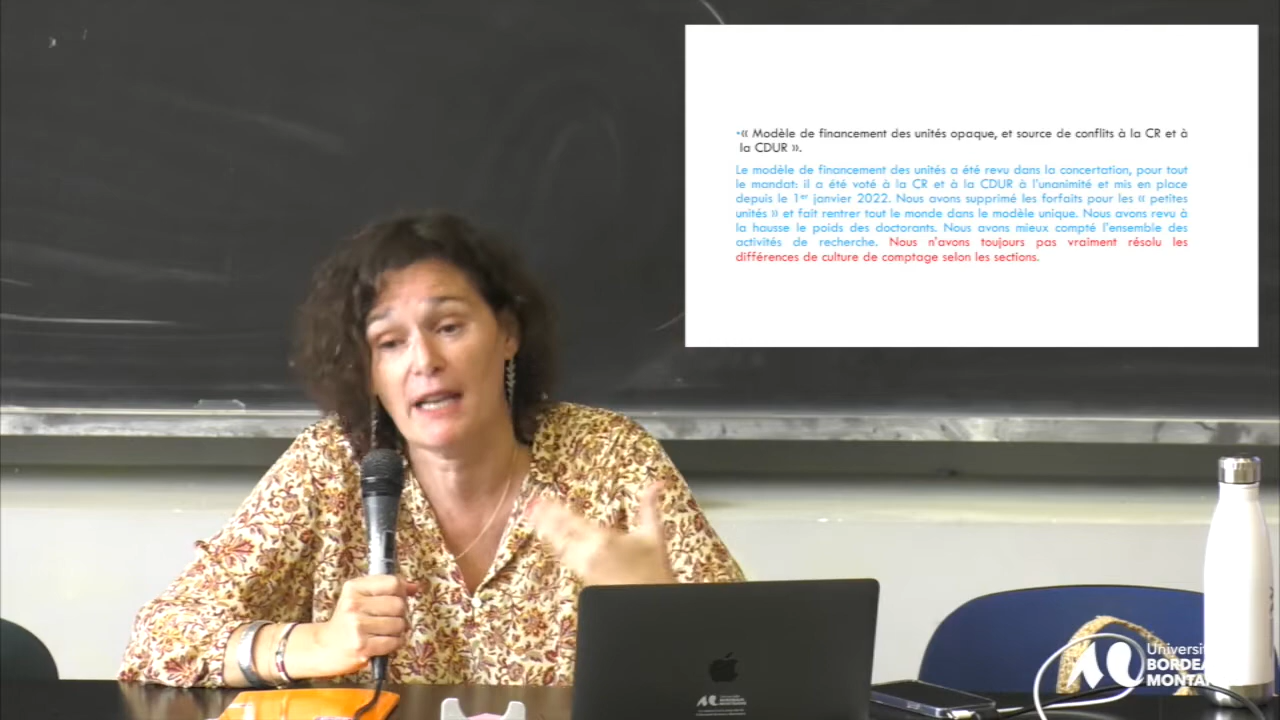 •« Modèle de financement des unités opaque, et source de conflits à la CR et à
la CDUR ».
Le modèle de financement des unités a été revu dans la concertation, pour tout
le mandat: il a été voté à la CR et à la CDUR à l'unanimité et mis en place
depuis le 1er janvier 2022. Nous avons supprimé les forfaits pour les « petites
unités » et fait rentrer tout le monde dans le modèle unique. Nous avons revu à
la hausse le poids des doctorants. Nous avons mieux compté l'ensemble des
activités de recherche. Nous n'avons toujours pas vraiment résolu les
différences de culture de comptage selon les sections.
Universit
BORDEA
MONTAI